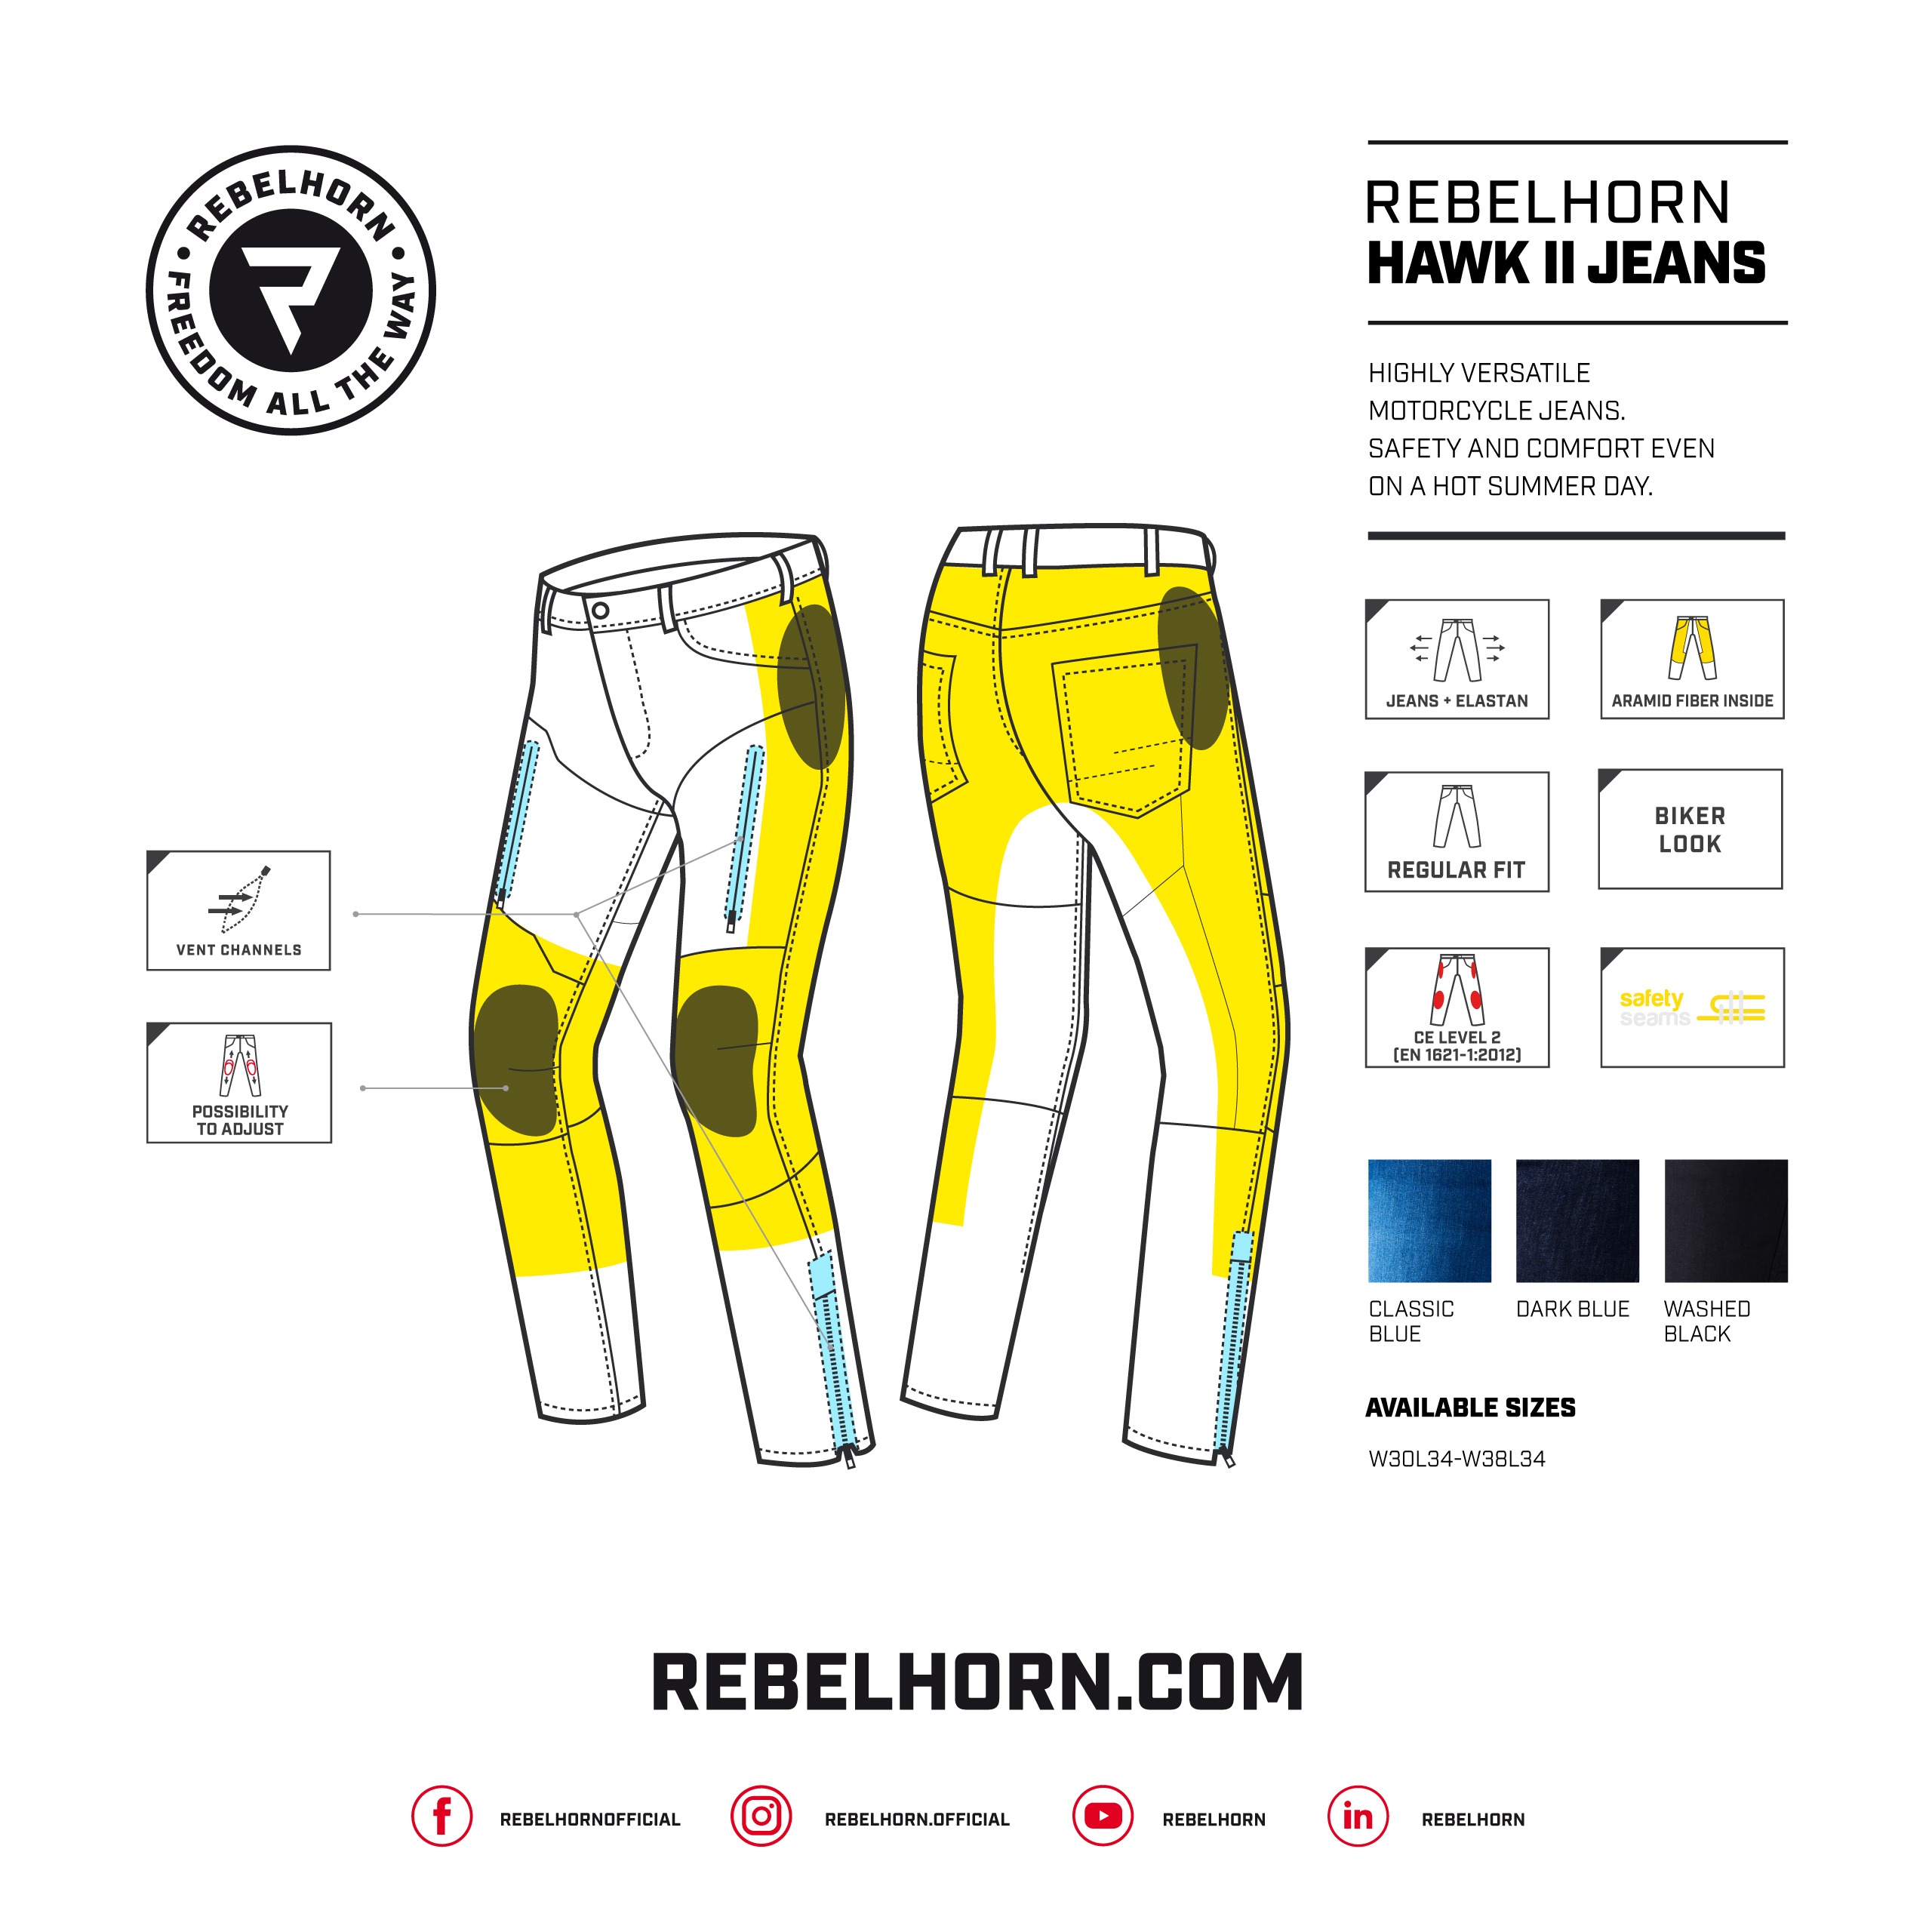 REBELHORN
FREEDOM ALL THE WAY
REBELHORN
HAWK II JEANS
HIGHLY VERSATILE
MOTORCYCLE JEANS.
SAFETY AND COMFORT EVEN
ON A HOT SUMMER DAY.
JEANS + ELASTAN
ARAMID FIBER INSIDE
REGULAR FIT
BIKER
LOOK
VENT CHANNELS
CE LEVEL 2
(EN 1621-1:2012)
safety
seams
POSSIBILITY
TO ADJUST
CLASSIC
BLUE
DARK BLUE
WASHED
BLACK
AVAILABLE SIZES
W30L34-W38L34
REBELHORN.COM
REBELHORNOFFICIAL
REBELHORN.OFFICIAL
REBELHORN
in
REBELHORN